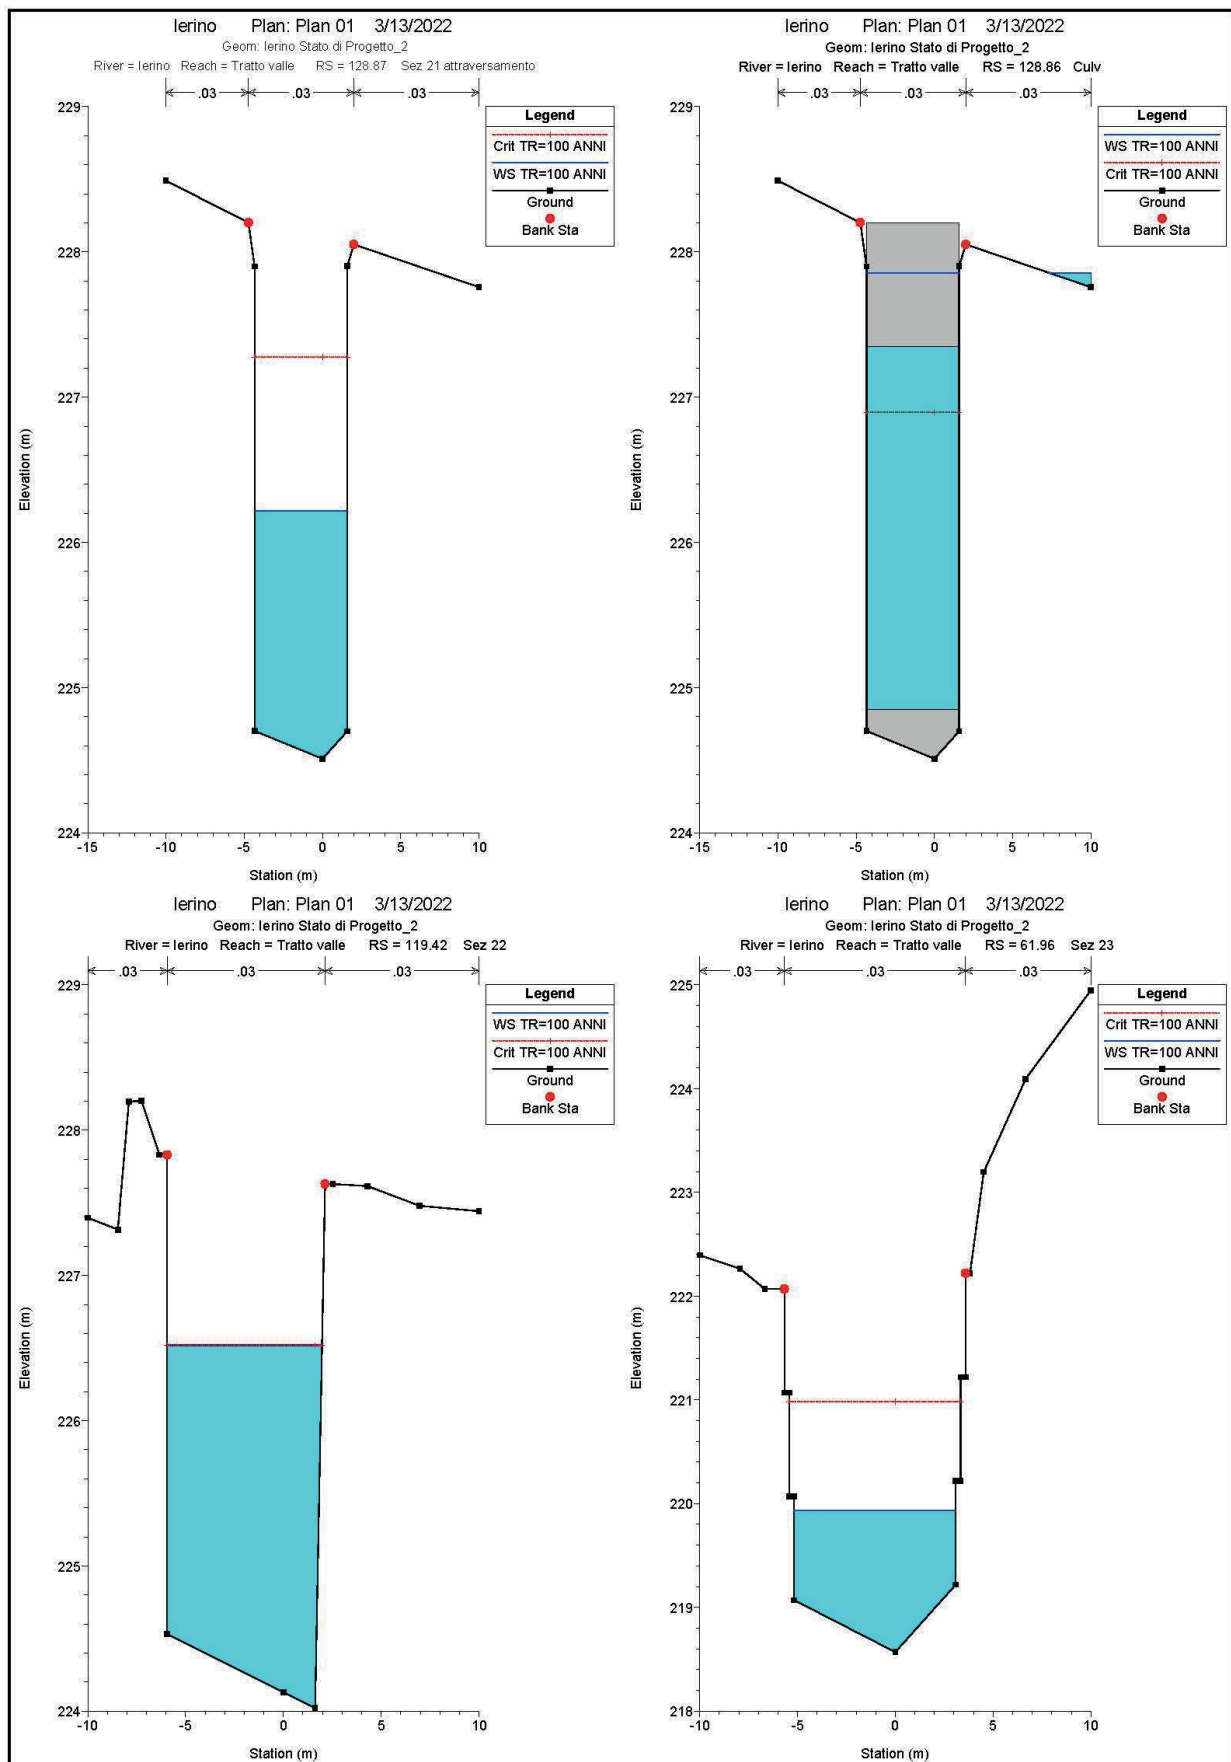 Ierino Plan: Plan 01 3/13/2022
Geom: Ierino Stato di Progetto_2
River = Ierino Reach = Tratto valle RS = 128.87 Sez 21 attraversamento
.03 .03 .03
229
228
227
226
225
224
-15 -10 -5 0 5 10
Elevation (m)
Station (m)
Legend
Crit TR=100 ANNI
WS TR=100 ANNI
Ground
Bank Sta
Ierino Plan: Plan 01 3/13/2022
Geom: Ierino Stato di Progetto_2
River = Ierino Reach = Tratto valle RS = 128.86 Culv
.03 .03 .03
229
228
227
226
225
224
-15 -10 -5 0 5 10
Elevation (m)
Station (m)
Legend
WS TR=100 ANNI
Crit TR=100 ANNI
Ground
Bank Sta
Ierino Plan: Plan 01 3/13/2022
Geom: Ierino Stato di Progetto_2
River = Ierino Reach = Tratto valle RS = 119.42 Sez 22
.03 .03 .03
229
228
227
226
225
224
-10 -5 0 5 10
Elevation (m)
Station (m)
Legend
WS TR=100 ANNI
Crit TR=100 ANNI
Ground
Bank Sta
Ierino Plan: Plan 01 3/13/2022
Geom: Ierino Stato di Progetto_2
River = Ierino Reach = Tratto valle RS = 61.96 Sez 23
.03 .03 .03
225
224
223
222
221
220
219
218
-10 -5 0 5 10
Elevation (m)
Station (m)
Legend
Crit TR=100 ANNI
WS TR=100 ANNI
Ground
Bank Sta